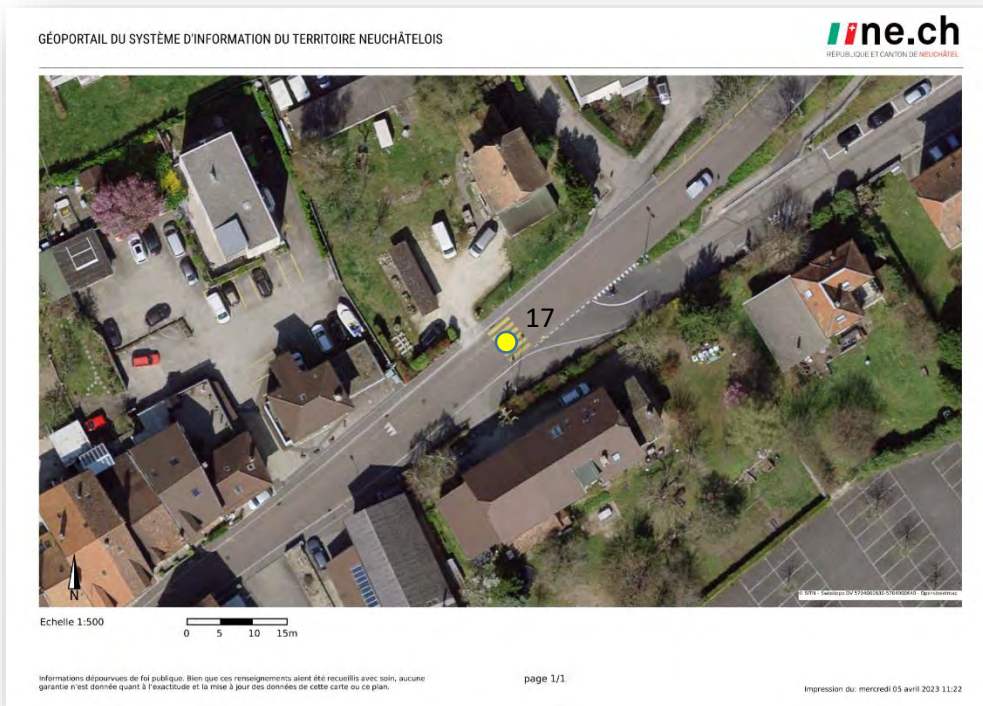 GÉOPORTAIL DU SYSTÈME D'INFORMATION DU TERRITOIRE NEUCHÂTELOIS
ne.ch
RÉPUBLIQUE ET CANTON DE NEUCHÂTEL
17
N
Echelle 1:500
0 5 10 15m
Informations dépourvues de foi publique. Bien que ces renseignements aient été recueillis avec soin, aucune
garantie n'est donnée quant à l'exactitude et la mise à jour des données de cette carte ou ce plan.
page 1/1
Impression du: mercredi 05 avril 2023 11:22